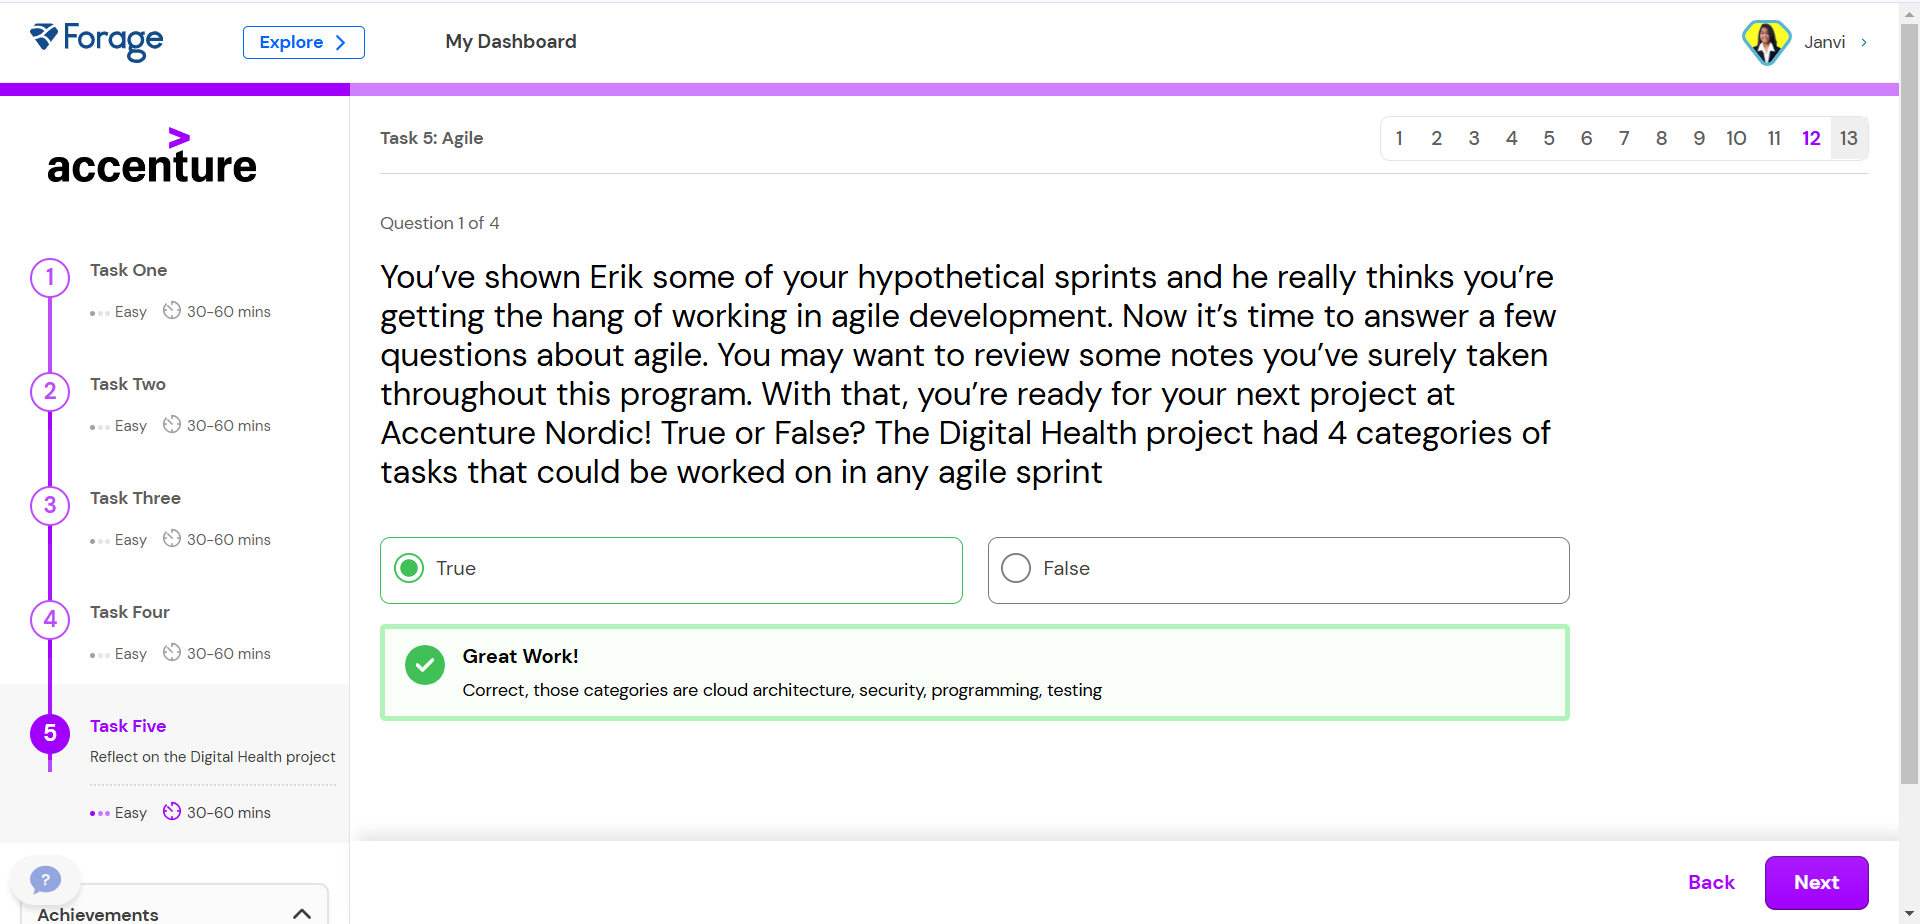 Forage
Explore
My Dashboard
Janvi
accenture
Task 5: Agile
1 2 3 4 5 6 7 8 9 10 11 12 13
Question 1 of 4
You’ve shown Erik some of your hypothetical sprints and he really thinks you’re
getting the hang of working in agile development. Now it’s time to answer a few
questions about agile. You may want to review some notes you’ve surely taken
throughout this program. With that, you’re ready for your next project at
Accenture Nordic! True or False? The Digital Health project had 4 categories of
tasks that could be worked on in any agile sprint
True
False
Great Work!
Correct, those categories are cloud architecture, security, programming, testing
1
Task One
Easy 30-60 mins
2
Task Two
Easy 30-60 mins
3
Task Three
Easy 30-60 mins
4
Task Four
Easy 30-60 mins
5
Task Five
Reflect on the Digital Health project
Easy 30-60 mins
?
Achievements
Back
Next